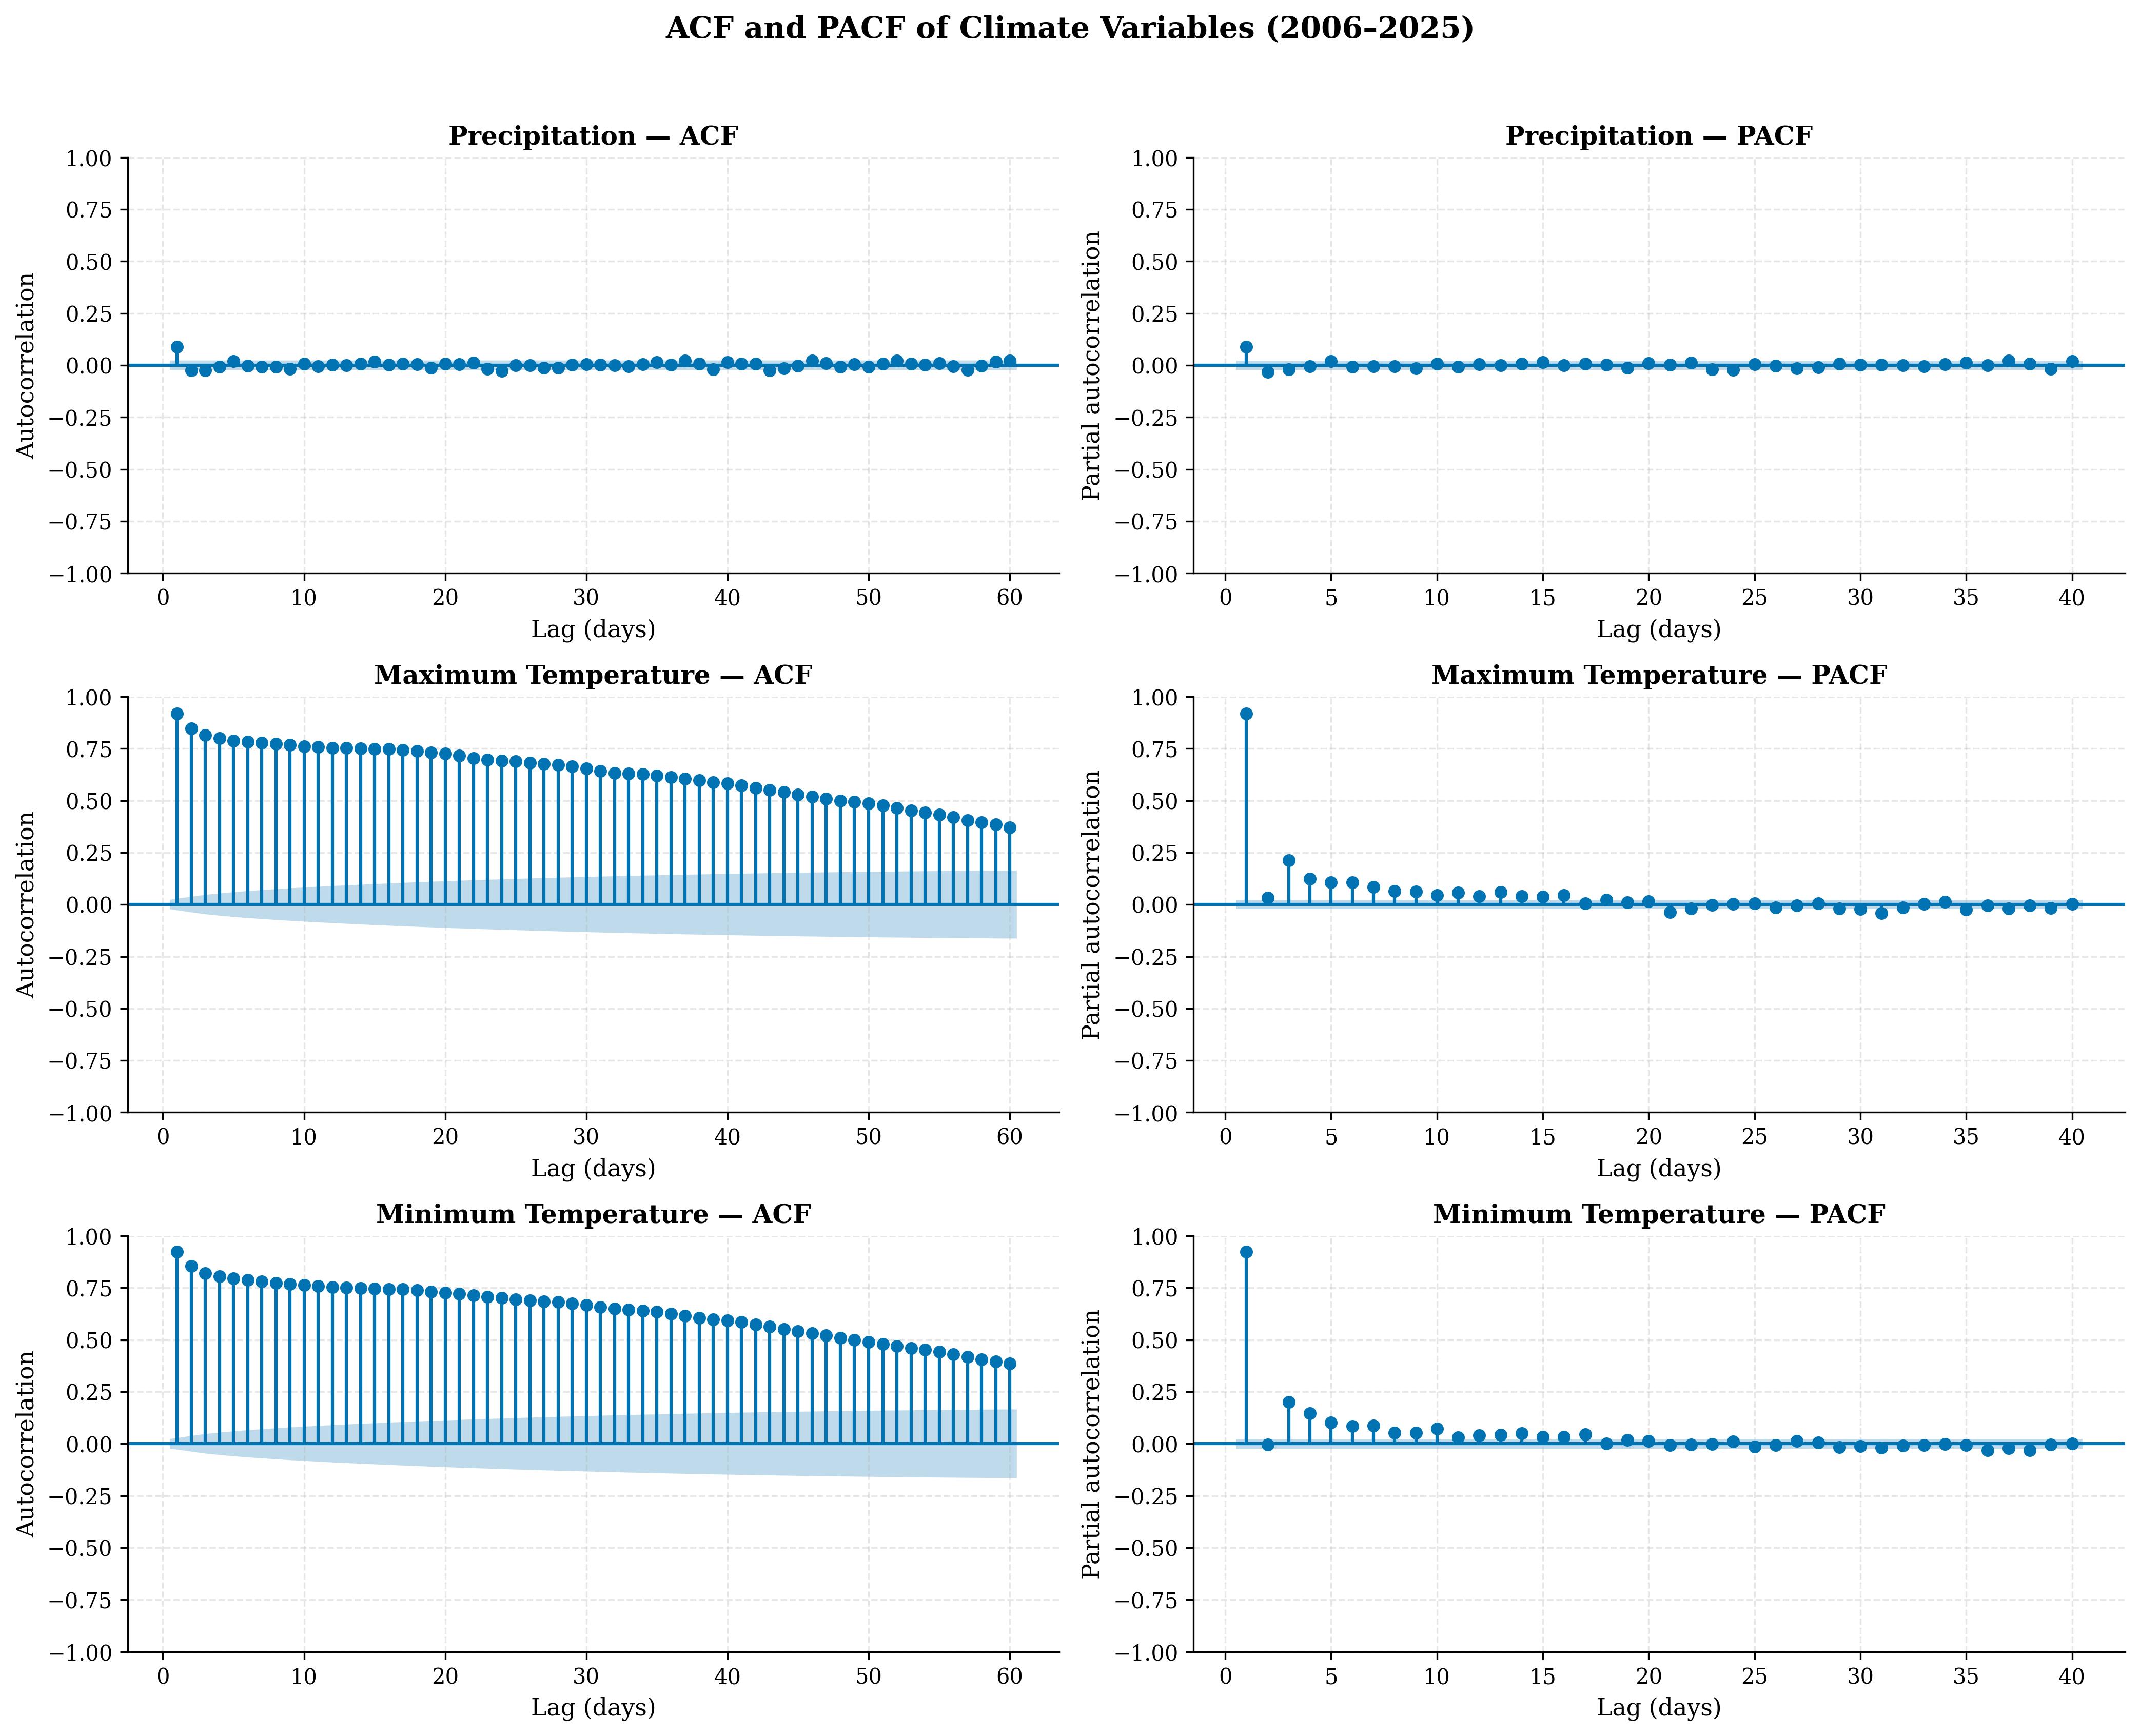 ACF and PACF of Climate Variables (2006–2025)
Precipitation — ACF
Autocorrelation
1.00
0.75
0.50
0.25
0.00
−0.25
−0.50
−0.75
−1.00
0 10 20 30 40 50 60
Lag (days)
Precipitation — PACF
Partial autocorrelation
1.00
0.75
0.50
0.25
0.00
−0.25
−0.50
−0.75
−1.00
0 5 10 15 20 25 30 35 40
Lag (days)
Maximum Temperature — ACF
Autocorrelation
1.00
0.75
0.50
0.25
0.00
−0.25
−0.50
−0.75
−1.00
0 10 20 30 40 50 60
Lag (days)
Maximum Temperature — PACF
Partial autocorrelation
1.00
0.75
0.50
0.25
0.00
−0.25
−0.50
−0.75
−1.00
0 5 10 15 20 25 30 35 40
Lag (days)
Minimum Temperature — ACF
Autocorrelation
1.00
0.75
0.50
0.25
0.00
−0.25
−0.50
−0.75
−1.00
0 10 20 30 40 50 60
Lag (days)
Minimum Temperature — PACF
Partial autocorrelation
1.00
0.75
0.50
0.25
0.00
−0.25
−0.50
−0.75
−1.00
0 5 10 15 20 25 30 35 40
Lag (days)